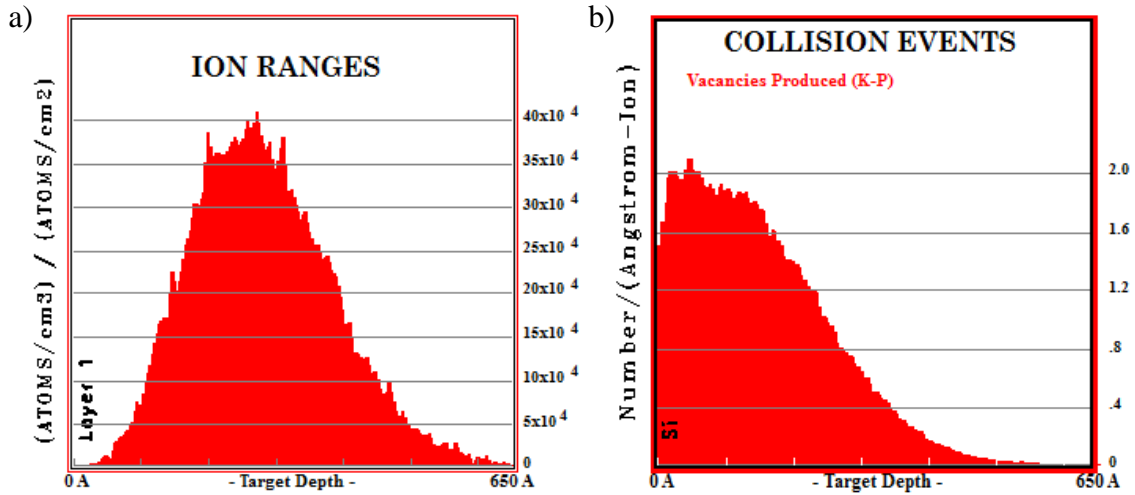 a)
ION RANGES
(ATOMS/cm3) / (ATOMS/cm2)
40x10 4
35x10 4
30x10 4
25x10 4
20x10 4
15x10 4
10x10 4
5x10 4
0
Layer 1
0 A
- Target Depth -
650 A
b)
COLLISION EVENTS
Vacancies Produced (K-P)
Number/(Angstrom-Ion)
2.0
1.6
1.2
.8
.4
0
Si
0 A
- Target Depth -
650 A